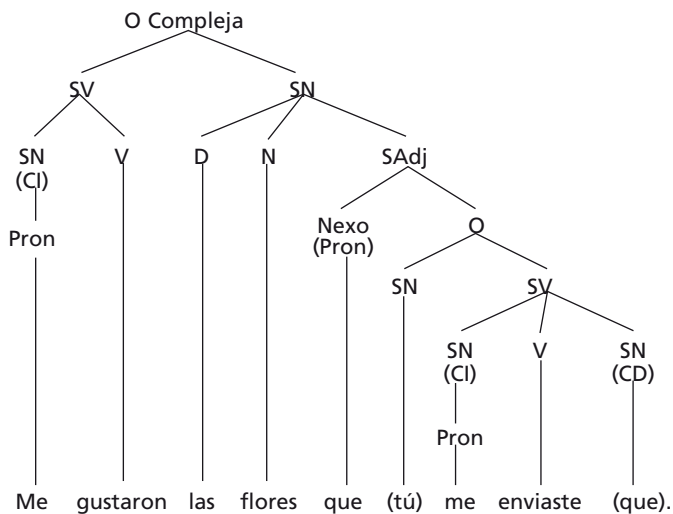 O Compleja
SV SN
SN V D N SAdj
(CI)
Pron Nexo O
(Pron)
SN SV
SN V SN
(CI) (CD)
Pron
Me gustaron las flores que (tú) me enviaste (que).